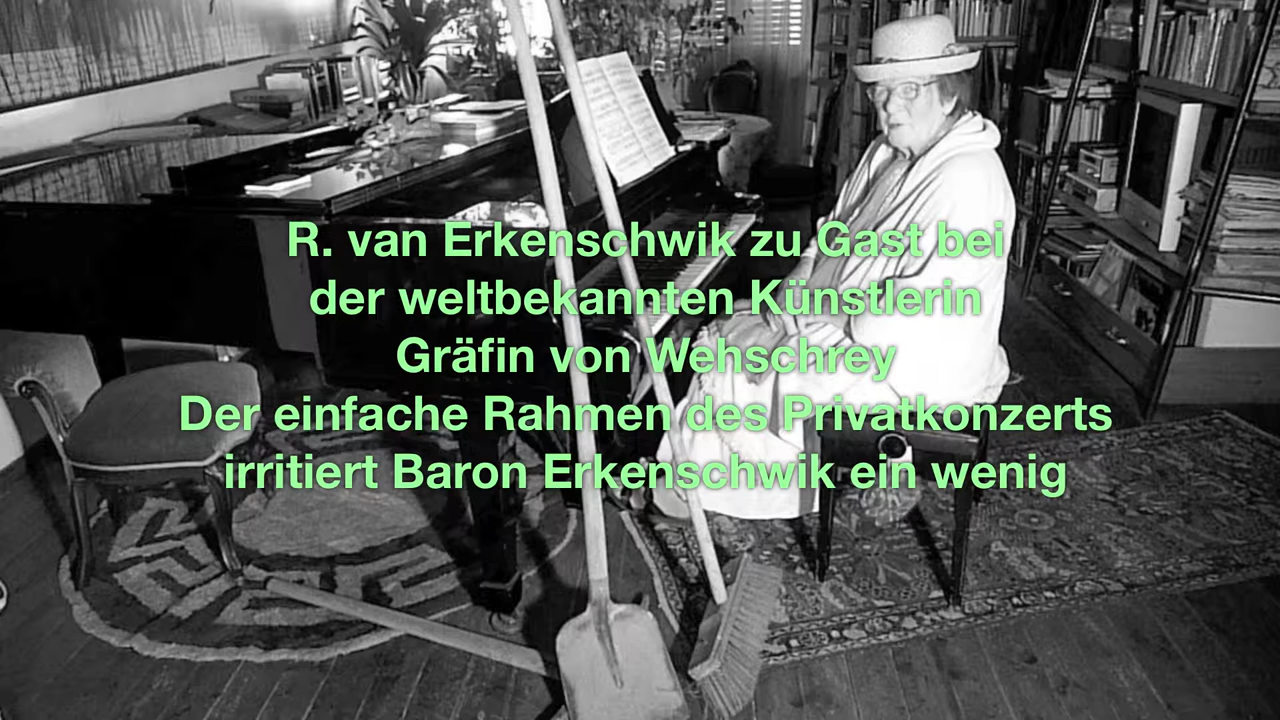 R. van Erkenschwik zu Gast bei
der weltbekannten Künstlerin
Gräfin von Wehschrey
Der einfache Rahmen des Privatkonzerts
irritiert Baron Erkenschwik ein wenig